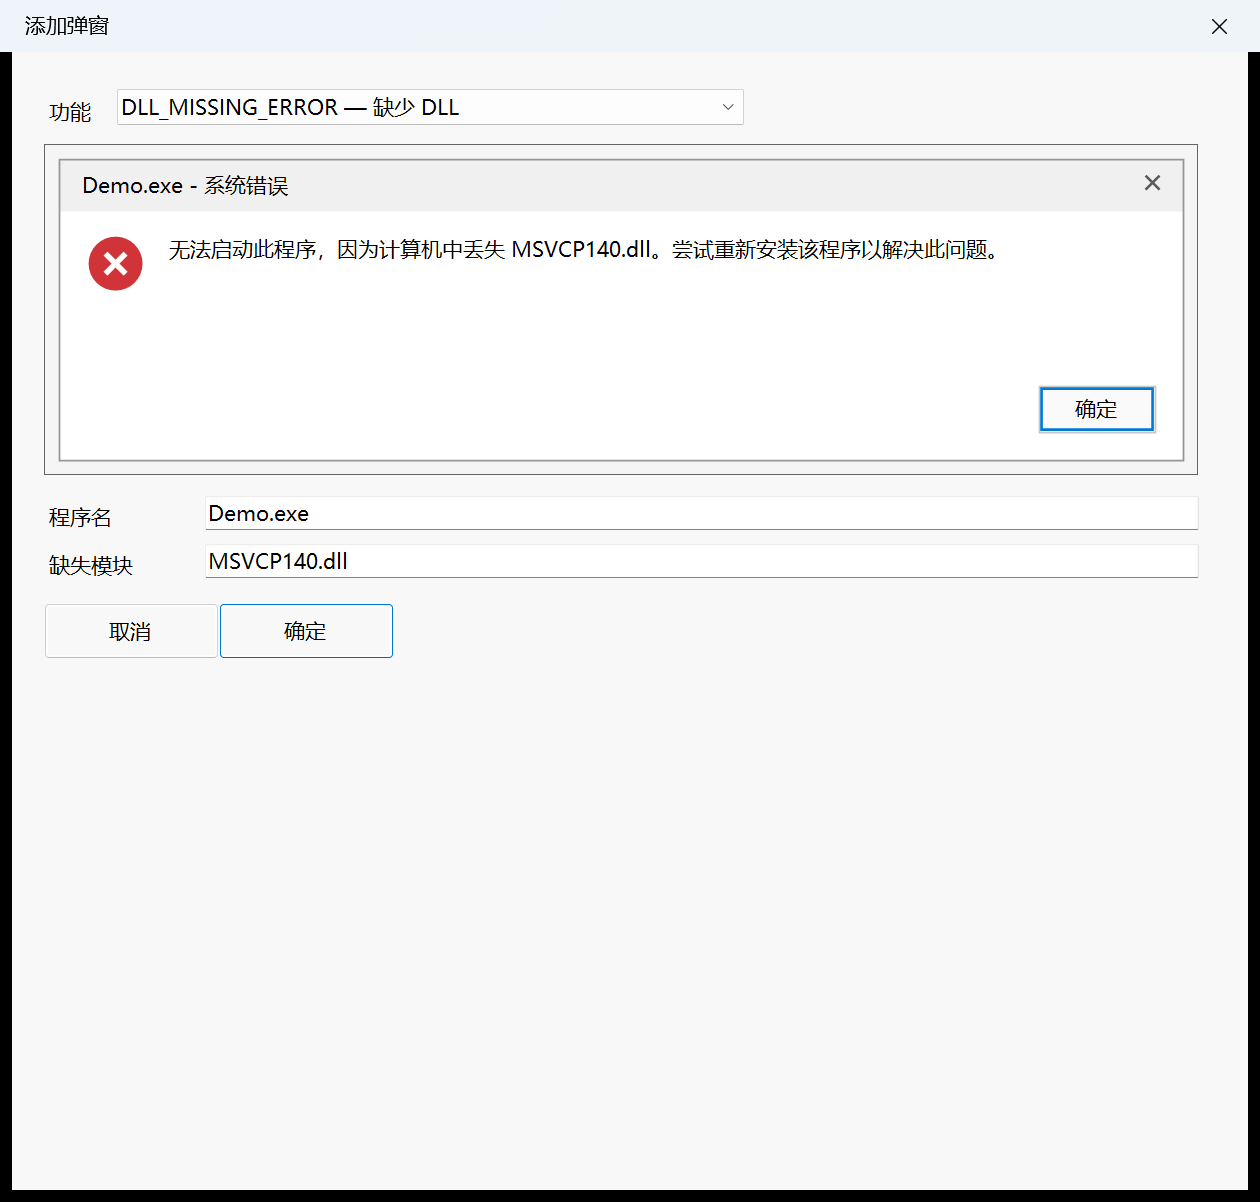 添加弹窗
功能
DLL_MISSING_ERROR — 缺少 DLL
Demo.exe - 系统错误
无法启动此程序，因为计算机中丢失 MSVCP140.dll。尝试重新安装该程序以解决此问题。
确定
程序名
Demo.exe
缺失模块
MSVCP140.dll
取消
确定